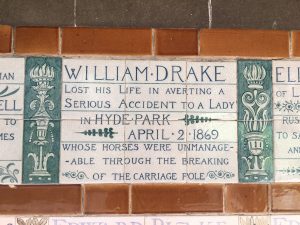 WILLIAM·DRAKE
LOST HIS LIFE IN AVERTING A
SERIOUS ACCIDENT TO A LADY
IN HYDE·PARK
APRIL·2·1869
WHOSE HORSES WERE UNMANAGE-
ABLE THROUGH THE BREAKING
OF THE CARRIAGE POLE